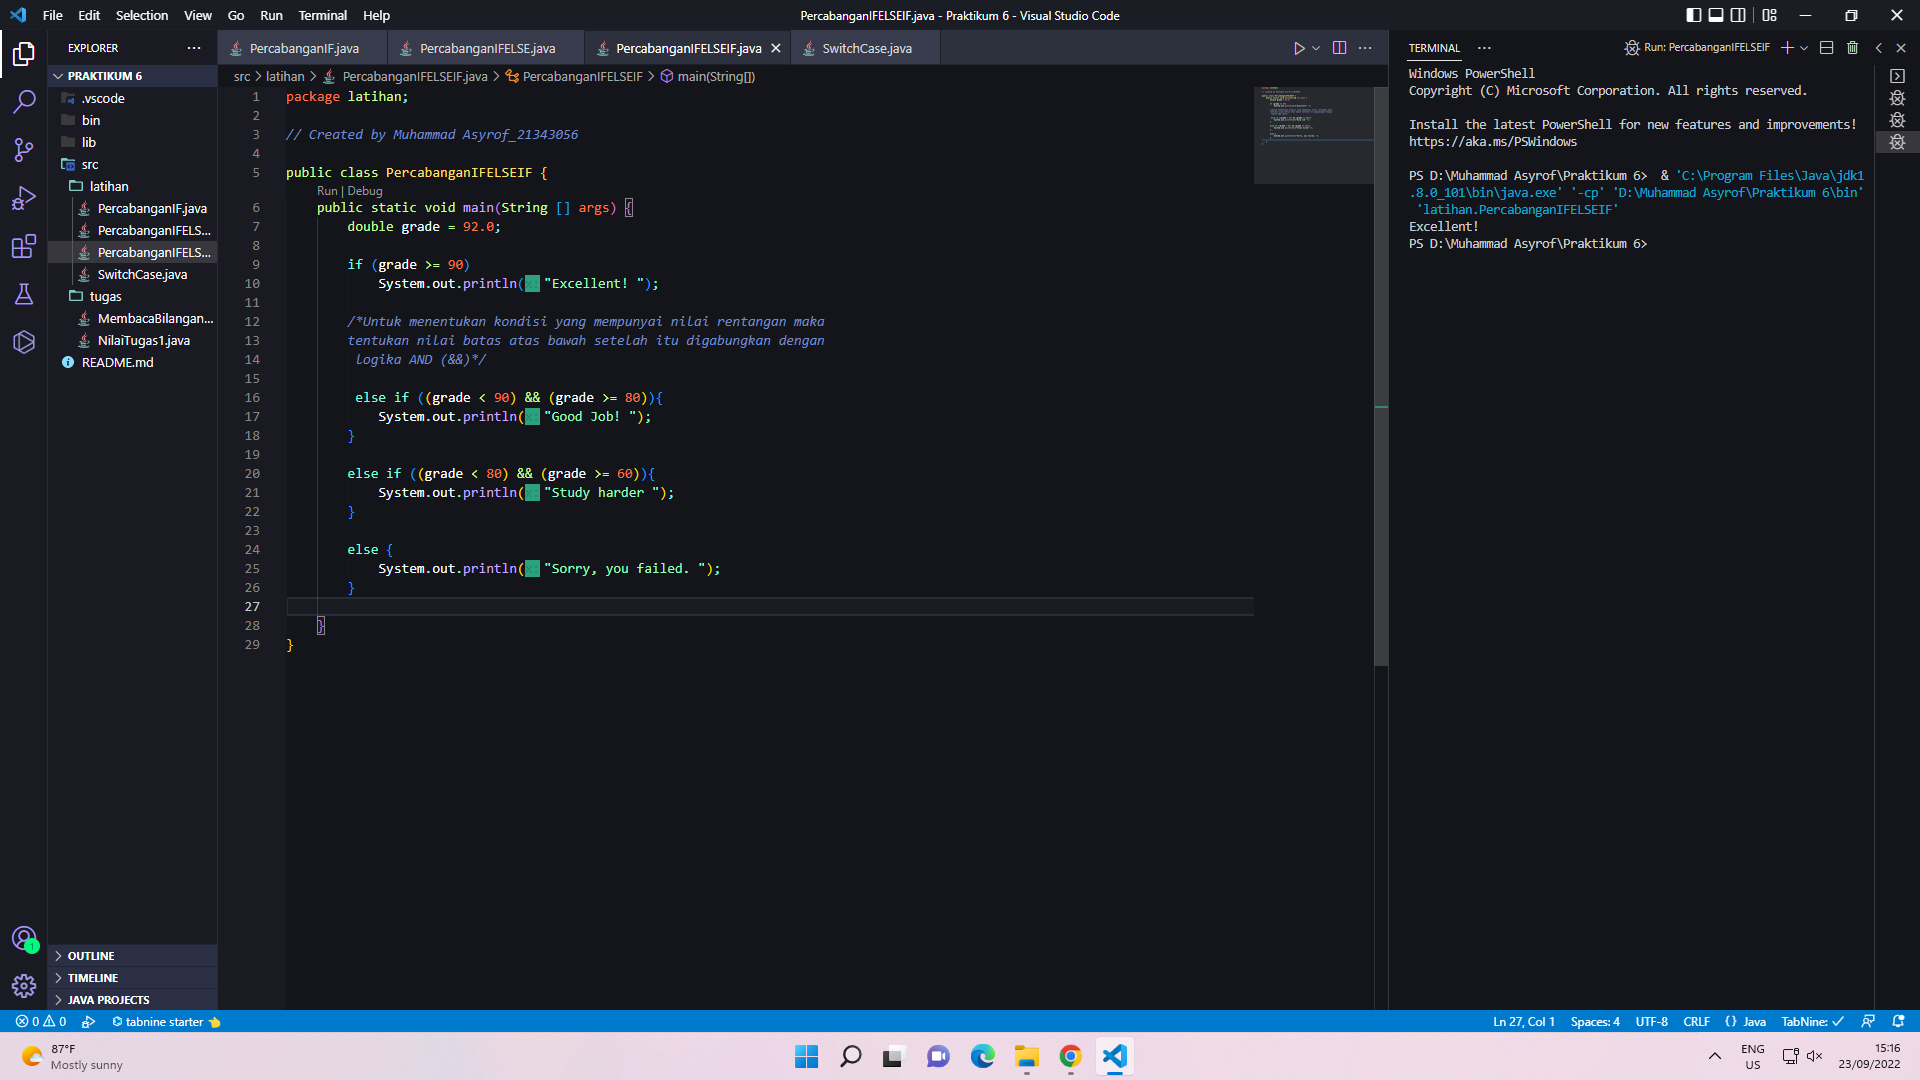 File Edit Selection View Go Run Terminal Help
PercabanganIFELSEIF.java - Praktikum 6 - Visual Studio Code
EXPLORER
PRAKTIKUM 6
.vscode
bin
lib
src
latihan
PercabanganIF.java
PercabanganIFELS...
PercabanganIFELS...
SwitchCase.java
tugas
MembacaBilangan...
NilaiTugas1.java
README.md
OUTLINE
TIMELINE
JAVA PROJECTS
PercabanganIF.java PercabanganIFELSE.java PercabanganIFELSEIF.java SwitchCase.java
src > latihan > PercabanganIFELSEIF.java > PercabanganIFELSEIF > main(String[])
1 package latihan;
2
3 // Created by Muhammad Asyrof_21343056
4
5 public class PercabanganIFELSEIF {
Run | Debug
6 public static void main(String [] args) {
7 double grade = 92.0;
8
9 if (grade >= 90)
10 System.out.println( "Excellent! ");
11
12 /*Untuk menentukan kondisi yang mempunyai nilai rentangan maka
13 tentukan nilai batas atas bawah setelah itu digabungkan dengan
14 logika AND (&&)*/
15
16 else if ((grade < 90) && (grade >= 80)){
17 System.out.println( "Good Job! ");
18 }
19
20 else if ((grade < 80) && (grade >= 60)){
21 System.out.println( "Study harder ");
22 }
23
24 else {
25 System.out.println( "Sorry, you failed. ");
26 }
27
28 }
29 }
TERMINAL
Run: PercabanganIFELSEIF
Windows PowerShell
Copyright (C) Microsoft Corporation. All rights reserved.
Install the latest PowerShell for new features and improvements!
https://aka.ms/PSWindows
PS D:\Muhammad Asyrof\Praktikum 6> & 'C:\Program Files\Java\jdk1
.8.0_101\bin\java.exe' '-cp' 'D:\Muhammad Asyrof\Praktikum 6\bin'
'latihan.PercabanganIFELSEIF'
Excellent!
PS D:\Muhammad Asyrof\Praktikum 6>
1
0 0 tabnine starter
Ln 27, Col 1 Spaces: 4 UTF-8 CRLF {} Java TabNine:
87°F
Mostly sunny
ENG
US
15:16
23/09/2022